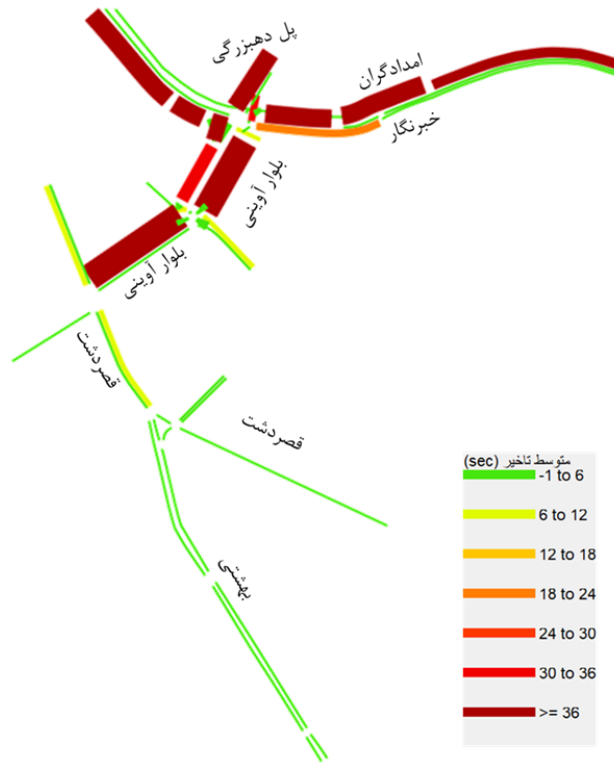 پل دهبزرگی
امدادگران
خبرنگار
بلوار آوینی
بلوار آوینی
قصردشت
قصردشت
بهشتی
متوسط تاخیر (sec)
-1 to 6
6 to 12
12 to 18
18 to 24
24 to 30
30 to 36
>= 36